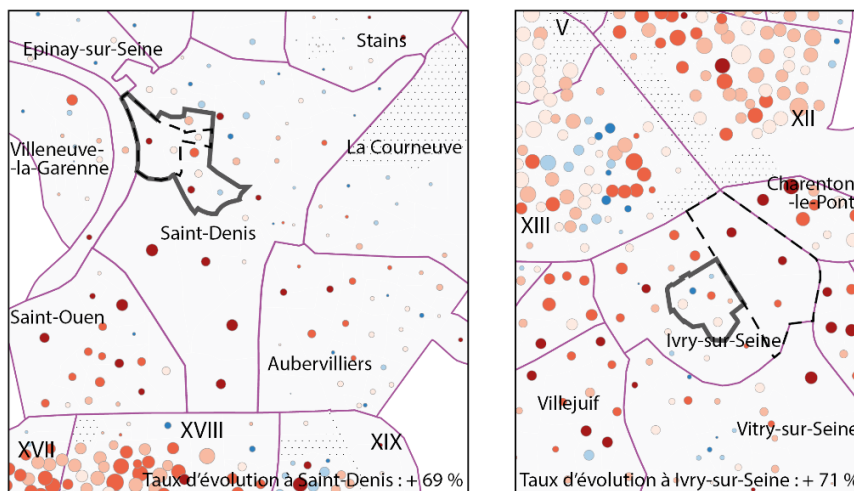 Epinay-sur-Seine
Stains
Villeneuve-
-la-Garenne
La Courneuve
Saint-Denis
Saint-Ouen
Aubervilliers
XVII
XVIII
XIX
Taux d'évolution à Saint-Denis : + 69 %
V
XII
XIII
Charenton-
-le-Pont
Ivry-sur-Seine
Villejuif
Vitry-sur-Seine
Taux d'évolution à Ivry-sur-Seine : + 71 %